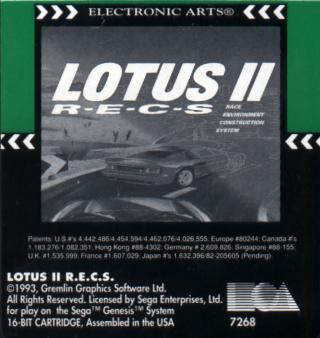 ELECTRONIC ARTS®
LOTUS II
R-E-C-S
RACE
ENVIRONMENT
CONSTRUCTION
SYSTEM
Patents: U.S.#'s 4,442,486/4,454,594/4,462,076/4,026,555; Europe #80244; Canada #'s
1,183,276/1,082,351; Hong Kong #88-4302; Germany # 2,609,826; Singapore #88-155;
U.K. #1,535,999; France #1,607,029; Japan #'s 1,632,396/82-205605 (Pending).
LOTUS II R.E.C.S.
©1993, Gremlin Graphics Software Ltd.
All Rights Reserved. Licensed by Sega Enterprises, Ltd.
for play on the Sega™ Genesis™ System
16-BIT CARTRIDGE, Assembled in the USA
EA
7268